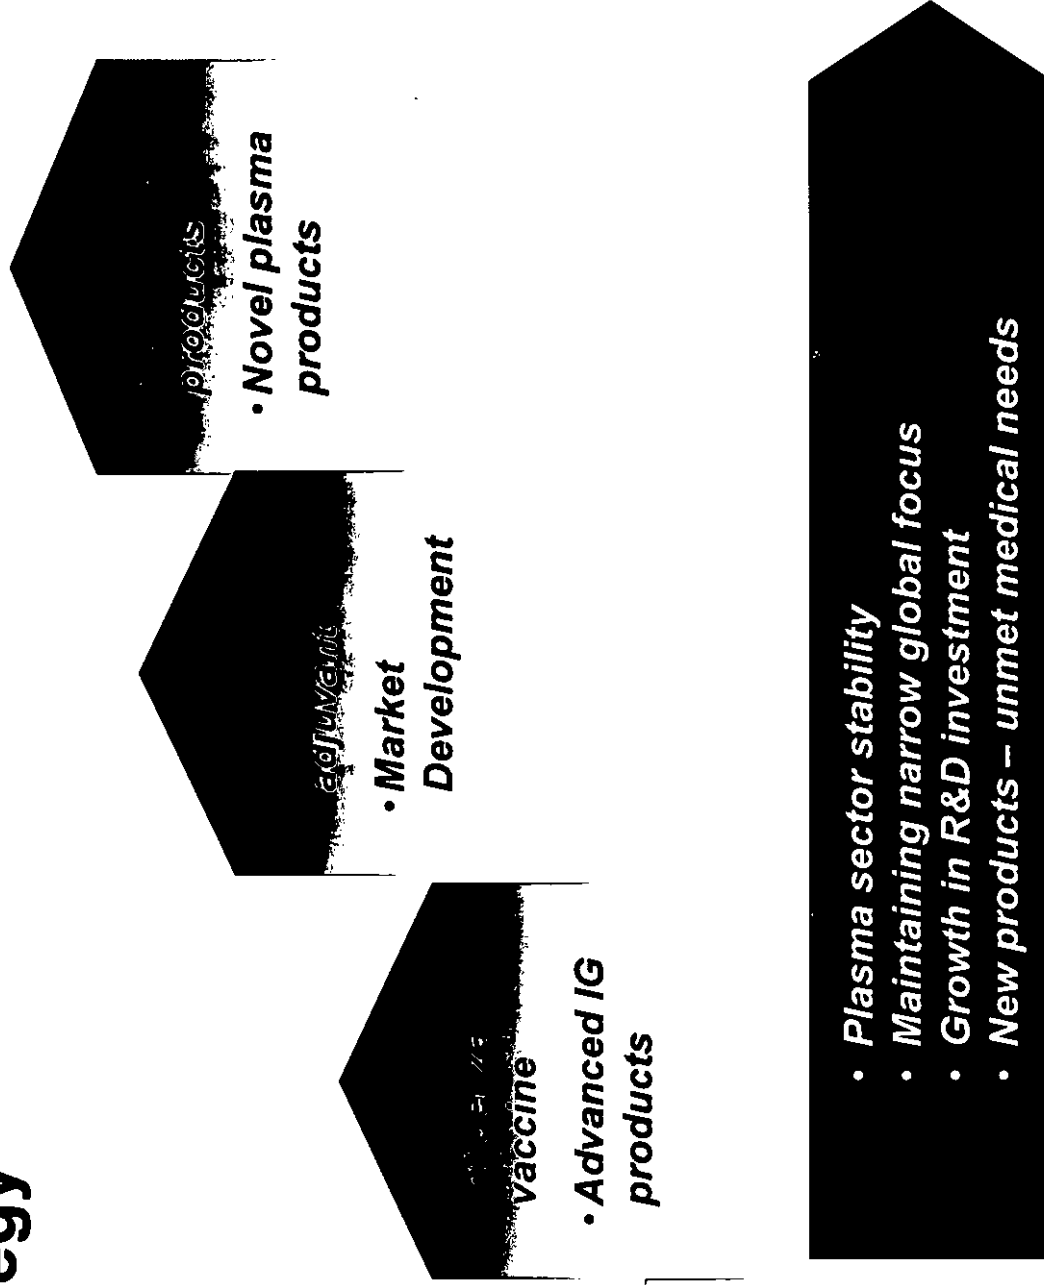 egy
vaccine
• Advanced IG
products
adjuvant
• Market
Development
products
• Novel plasma
products
• Plasma sector stability
• Maintaining narrow global focus
• Growth in R&D investment
• New products – unmet medical needs